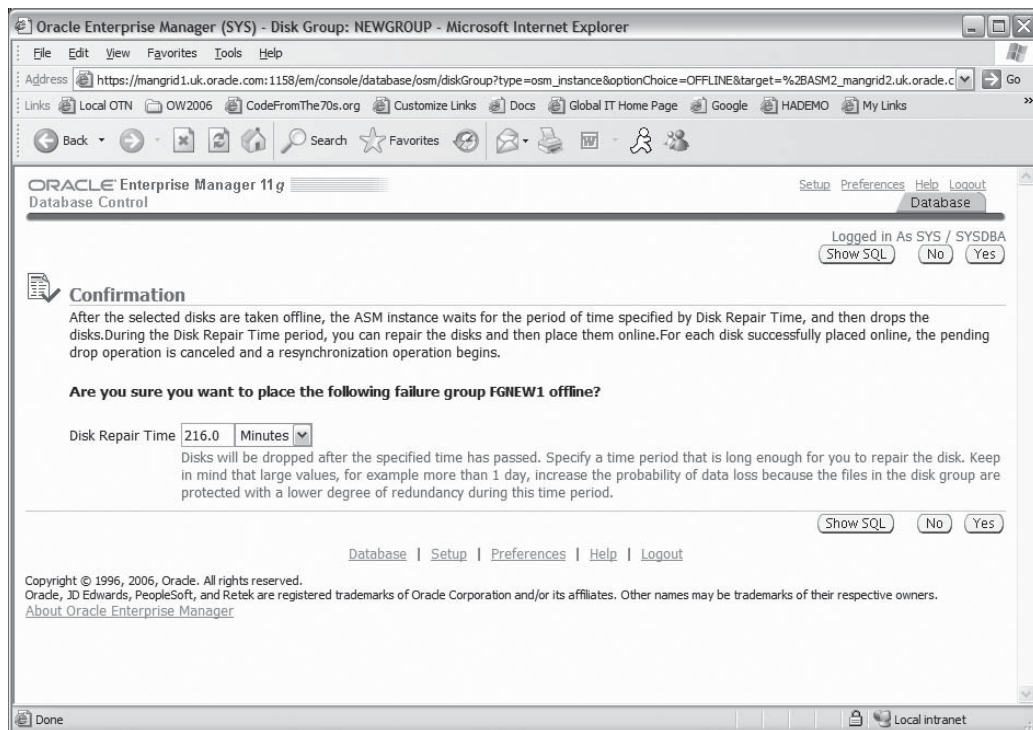 Oracle Enterprise Manager (SYS) - Disk Group: NEWGROUP - Microsoft Internet Explorer
File Edit View Favorites Tools Help
Address https://mangrid1.uk.oracle.com:1158/em/console/database/osm/diskGroup?type=osm_instance&optionChoice=OFFLINE&target=%2BASM2_mangrid2.uk.oracle.c Go
Links Local OTN OW2006 CodeFromThe70s.org Customize Links Docs Global IT Home Page Google HADEMO My Links »
Back Search Favorites
ORACLE Enterprise Manager 11g
Database Control
Setup Preferences Help Logout
Database
Logged in As SYS / SYSDBA
Show SQL No Yes
Confirmation
After the selected disks are taken offline, the ASM instance waits for the period of time specified by Disk Repair Time, and then drops the
disks.During the Disk Repair Time period, you can repair the disks and then place them online.For each disk successfully placed online, the pending
drop operation is canceled and a resynchronization operation begins.
Are you sure you want to place the following failure group FGNEW1 offline?
Disk Repair Time 216.0 Minutes
Disks will be dropped after the specified time has passed. Specify a time period that is long enough for you to repair the disk. Keep
in mind that large values, for example more than 1 day, increase the probability of data loss because the files in the disk group are
protected with a lower degree of redundancy during this time period.
Show SQL No Yes
Database | Setup | Preferences | Help | Logout
Copyright © 1996, 2006, Oracle. All rights reserved.
Oracle, JD Edwards, PeopleSoft, and Retek are registered trademarks of Oracle Corporation and/or its affiliates. Other names may be trademarks of their respective owners.
About Oracle Enterprise Manager
Done Local intranet